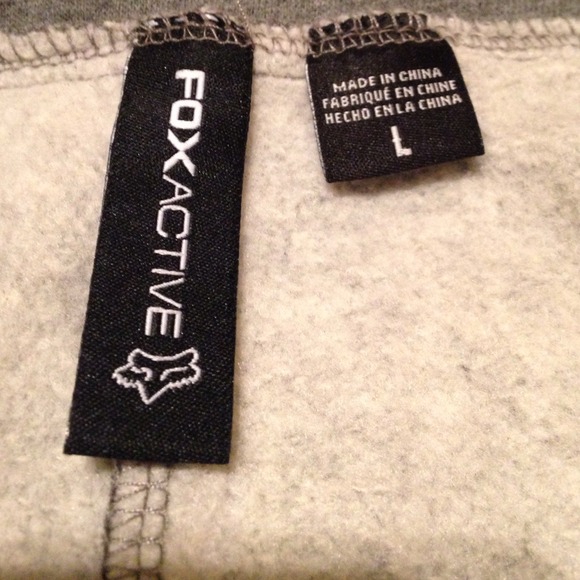 FOXACTIVE
MADE IN CHINA
FABRIQUÉ EN CHINE
HECHO EN LA CHINA
L